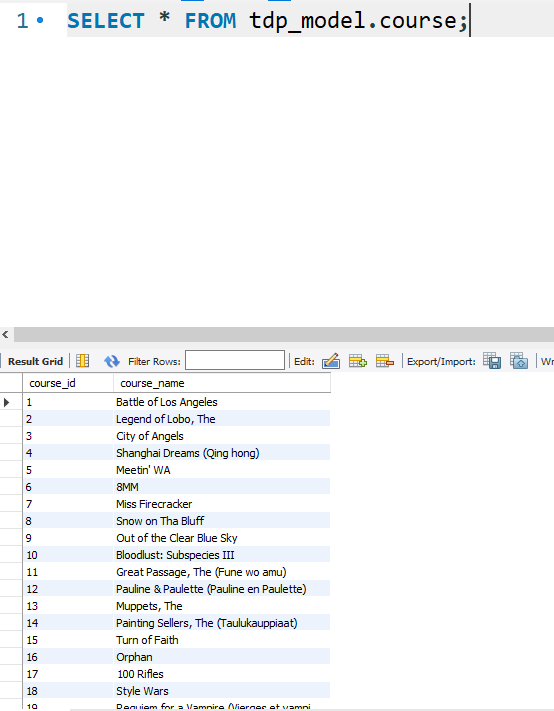 1 SELECT * FROM tdp_model.course;
Result Grid Filter Rows: Edit: Export/Import:
course_id course_name
1 Battle of Los Angeles
2 Legend of Lobo, The
3 City of Angels
4 Shanghai Dreams (Qing hong)
5 Meetin' WA
6 8MM
7 Miss Firecracker
8 Snow on Tha Bluff
9 Out of the Clear Blue Sky
10 Bloodlust: Subspecies III
11 Great Passage, The (Fune wo amu)
12 Pauline & Paulette (Pauline en Paulette)
13 Muppets, The
14 Painting Sellers, The (Taulukauppiaat)
15 Turn of Faith
16 Orphan
17 100 Rifles
18 Style Wars
19 Requiem for a Vampire (Vierges et vampi